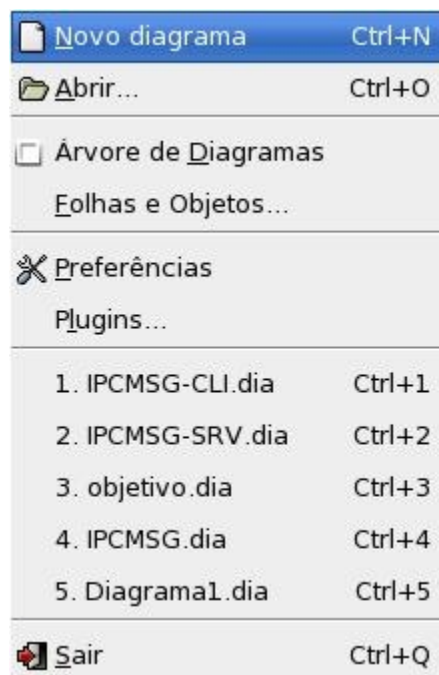 Novo diagrama Ctrl+N
Abrir... Ctrl+O
Árvore de Diagramas
Folhas e Objetos...
Preferências
Plugins...
1. IPCMSG-CLI.dia Ctrl+1
2. IPCMSG-SRV.dia Ctrl+2
3. objetivo.dia Ctrl+3
4. IPCMSG.dia Ctrl+4
5. Diagrama1.dia Ctrl+5
Sair Ctrl+Q